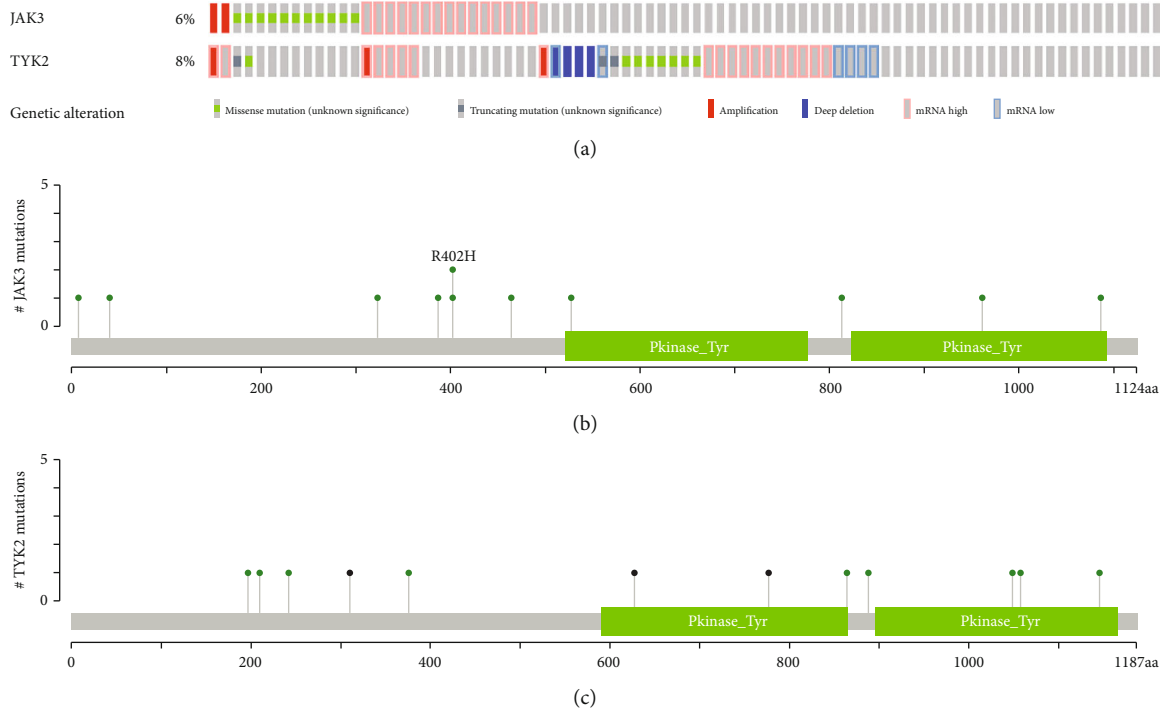 JAK3 6%
TYK2 8%
Genetic alteration Missense mutation (unknown significance) Truncating mutation (unknown significance) Amplification Deep deletion mRNA high mRNA low
(a)
5
R402H
# JAK3 mutations
0
Pkinase_Tyr Pkinase_Tyr
0 200 400 600 800 1000 1124aa
(b)
5
# TYK2 mutations
0
Pkinase_Tyr Pkinase_Tyr
0 200 400 600 800 1000 1187aa
(c)